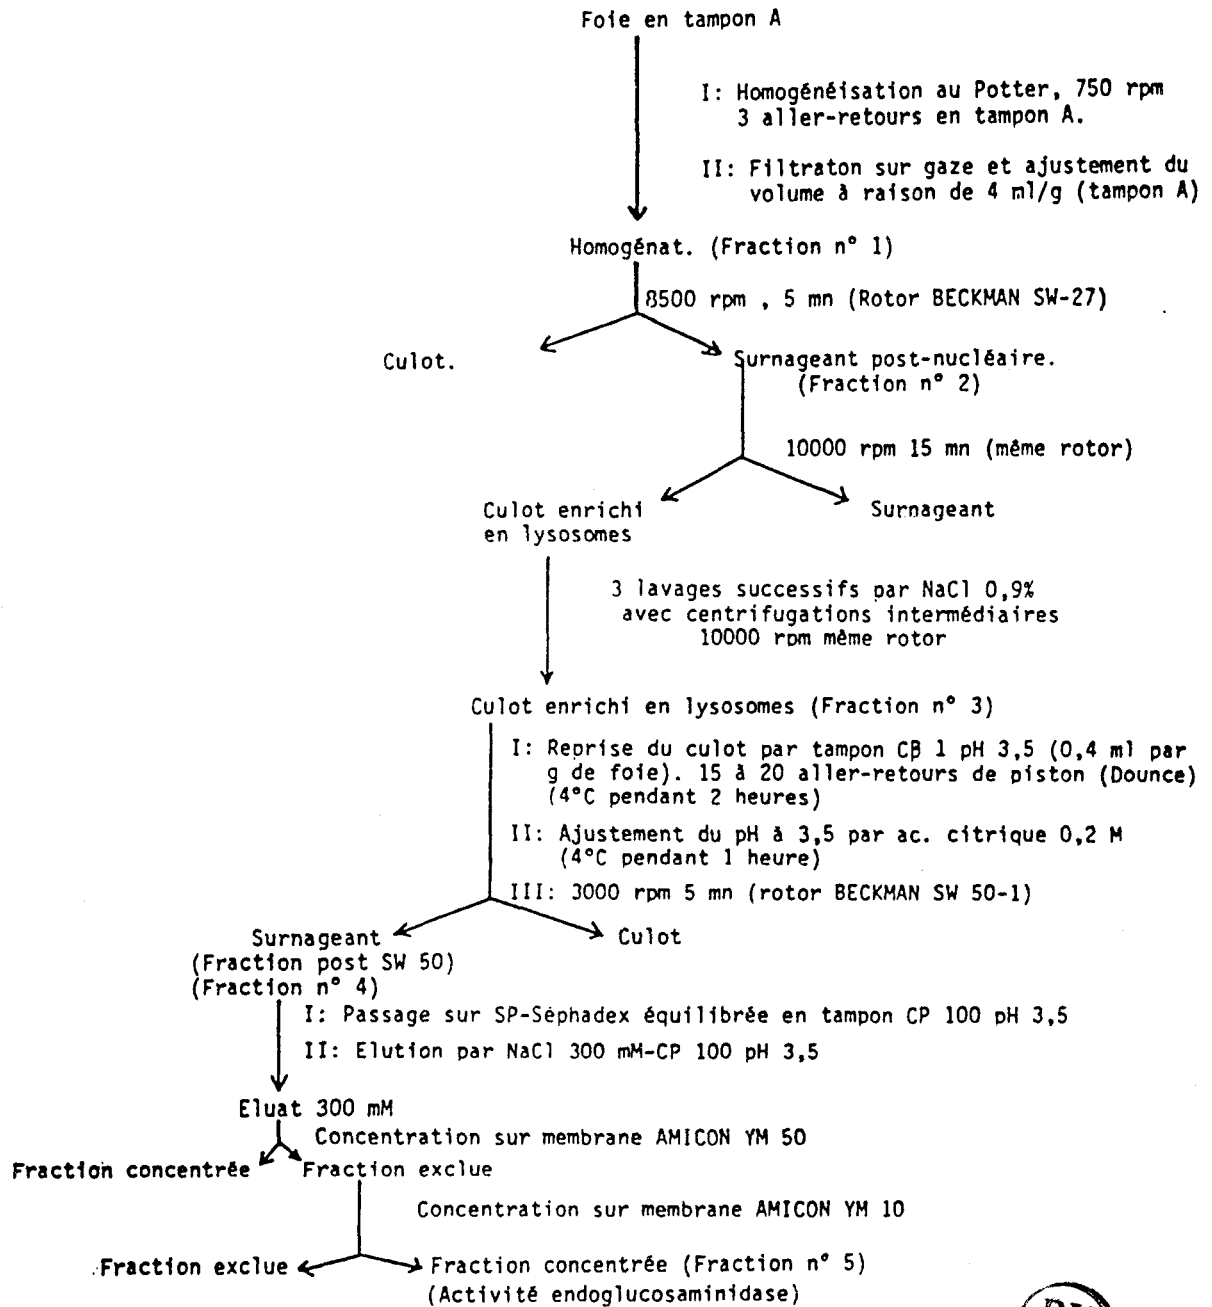 Foie en tampon A
I: Homogénéisation au Potter, 750 rpm
3 aller-retours en tampon A.
II: Filtraton sur gaze et ajustement du
volume à raison de 4 ml/g (tampon A)
Homogénat. (Fraction n° 1)
8500 rpm , 5 mn (Rotor BECKMAN SW-27)
Culot.
Surnageant post-nucléaire.
(Fraction n° 2)
10000 rpm 15 mn (même rotor)
Culot enrichi
en lysosomes
Surnageant
3 lavages successifs par NaCl 0,9%
avec centrifugations intermédiaires
10000 rpm même rotor
Culot enrichi en lysosomes (Fraction n° 3)
I: Reprise du culot par tampon Cβ 1 pH 3,5 (0,4 ml par
g de foie). 15 à 20 aller-retours de piston (Dounce)
(4°C pendant 2 heures)
II: Ajustement du pH à 3,5 par ac. citrique 0,2 M
(4°C pendant 1 heure)
III: 3000 rpm 5 mn (rotor BECKMAN SW 50-1)
Surnageant
(Fraction post SW 50)
(Fraction n° 4)
Culot
I: Passage sur SP-Séphadex équilibrée en tampon CP 100 pH 3,5
II: Elution par NaCl 300 mM-CP 100 pH 3,5
Eluat 300 mM
Concentration sur membrane AMICON YM 50
Fraction concentrée
Fraction exclue
Concentration sur membrane AMICON YM 10
Fraction exclue
Fraction concentrée (Fraction n° 5)
(Activité endoglucosaminidase)